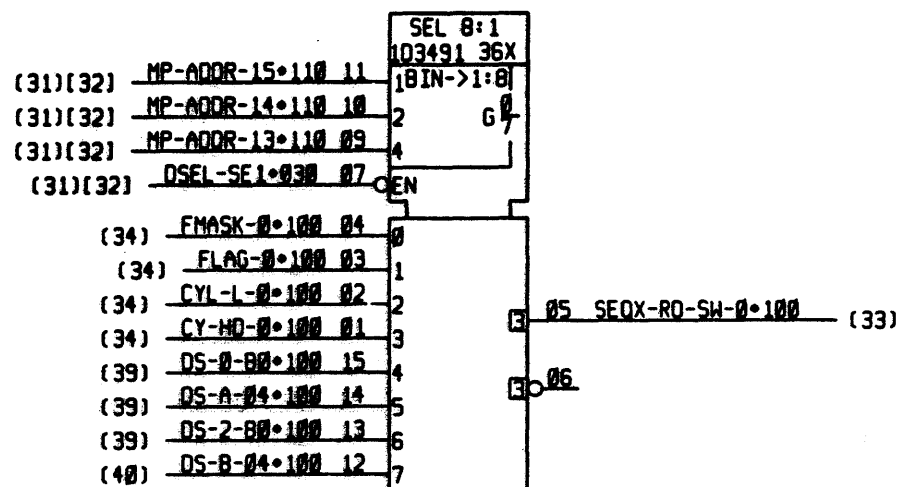 SEL 8:1
103491 36X
(31)[32] MP-ADDR-15•110 11 1 BIN->1:8
(31)[32] MP-ADDR-14•110 10 2 G 0/7
(31)[32] MP-ADDR-13•110 09 4
(31)[32] DSEL-SE1•030 07 EN
(34) FMASK-0•100 04 0
(34) FLAG-0•100 03 1
(34) CYL-L-0•100 02 2
(34) CY-HD-0•100 01 3
3 05 SEQX-RD-SW-0•100 (33)
(39) DS-0-B0•100 15 4
(39) DS-A-04•100 14 5
3 06
(39) DS-2-B0•100 13 6
(40) DS-B-04•100 12 7